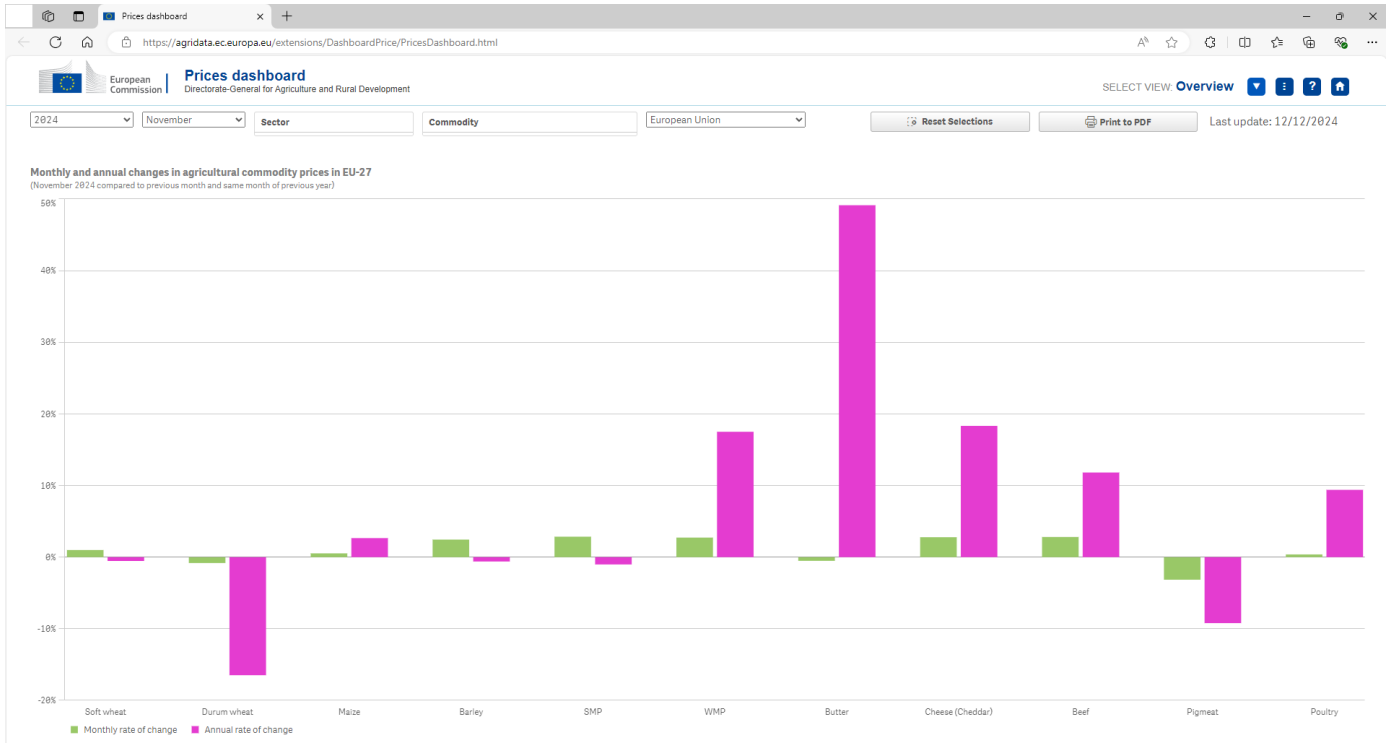 Prices dashboard
https://agridata.ec.europa.eu/extensions/DashboardPrice/PricesDashboard.html
European
Commission
Prices dashboard
Directorate-General for Agriculture and Rural Development
SELECT VIEW: Overview
2024 November Sector Commodity European Union Reset Selections Print to PDF Last update: 12/12/2024
Monthly and annual changes in agricultural commodity prices in EU-27
(November 2024 compared to previous month and same month of previous year)
50%
40%
30%
20%
10%
0%
-10%
-20%
Soft wheat Durum wheat Maize Barley SMP WMP Butter Cheese (Cheddar) Beef Pigmeat Poultry
Monthly rate of change Annual rate of change